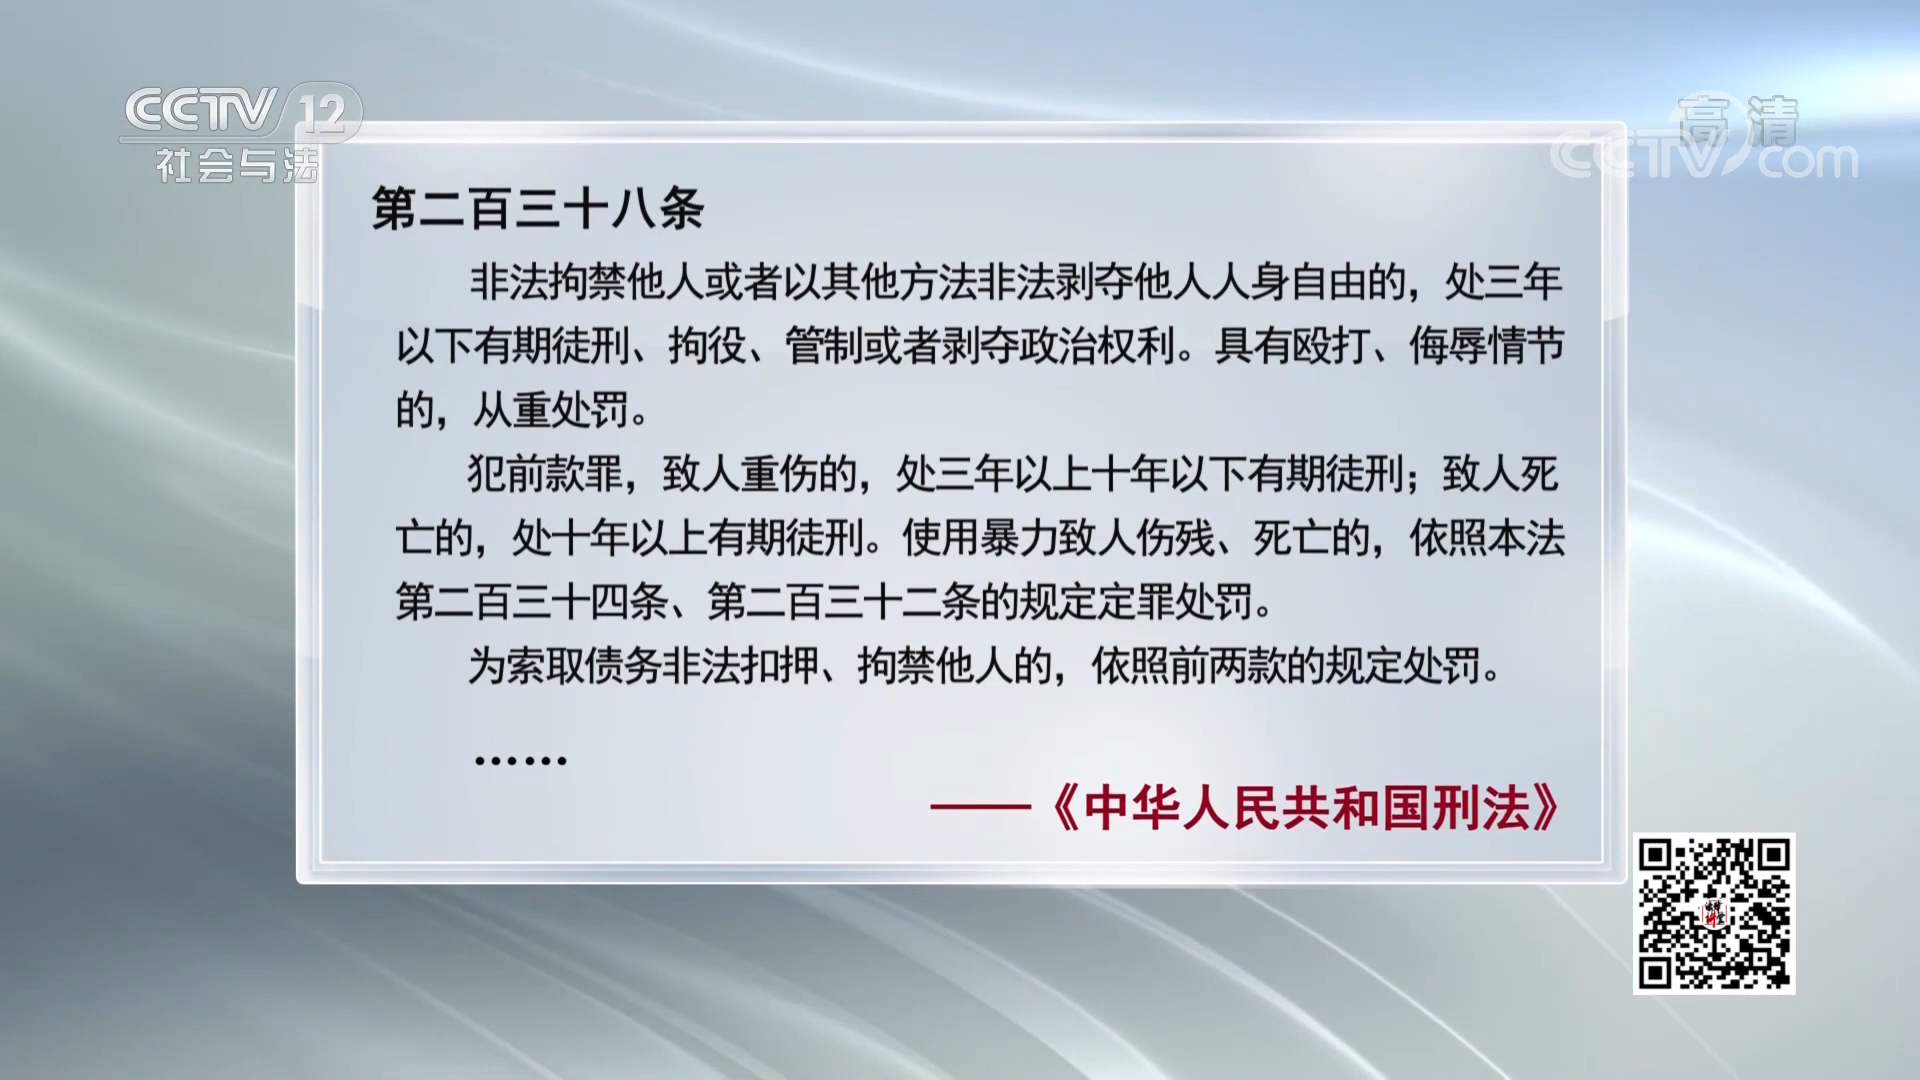 CCTV 12
社会与法
高清
CCTV.com
第二百三十八条
非法拘禁他人或者以其他方法非法剥夺他人人身自由的，处三年
以下有期徒刑、拘役、管制或者剥夺政治权利。具有殴打、侮辱情节
的，从重处罚。
犯前款罪，致人重伤的，处三年以上十年以下有期徒刑；致人死
亡的，处十年以上有期徒刑。使用暴力致人伤残、死亡的，依照本法
第二百三十四条、第二百三十二条的规定定罪处罚。
为索取债务非法扣押、拘禁他人的，依照前两款的规定处罚。
……
——《中华人民共和国刑法》